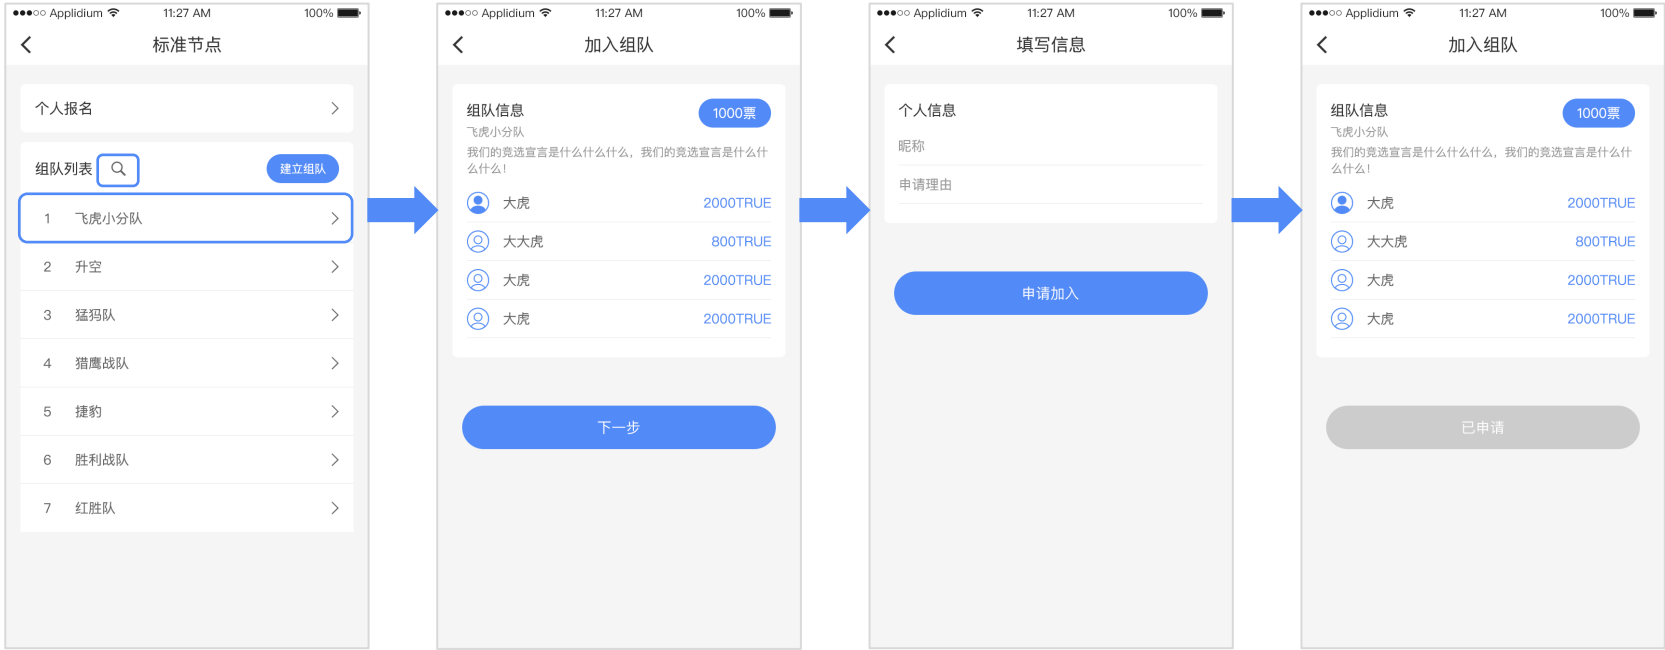 Applidium 11:27 AM 100%
标准节点
个人报名
组队列表 建立组队
1 飞虎小分队
2 升空
3 猛犸队
4 猎鹰战队
5 捷豹
6 胜利战队
7 红胜队
Applidium 11:27 AM 100%
加入组队
组队信息 1000票
飞虎小分队
我们的竞选宣言是什么什么什么，我们的竞选宣言是什么什
么什么！
大虎 2000TRUE
大大虎 800TRUE
大虎 2000TRUE
大虎 2000TRUE
下一步
Applidium 11:27 AM 100%
填写信息
个人信息
昵称
申请理由
申请加入
Applidium 11:27 AM 100%
加入组队
组队信息 1000票
飞虎小分队
我们的竞选宣言是什么什么什么，我们的竞选宣言是什么什
么什么！
大虎 2000TRUE
大大虎 800TRUE
大虎 2000TRUE
大虎 2000TRUE
已申请